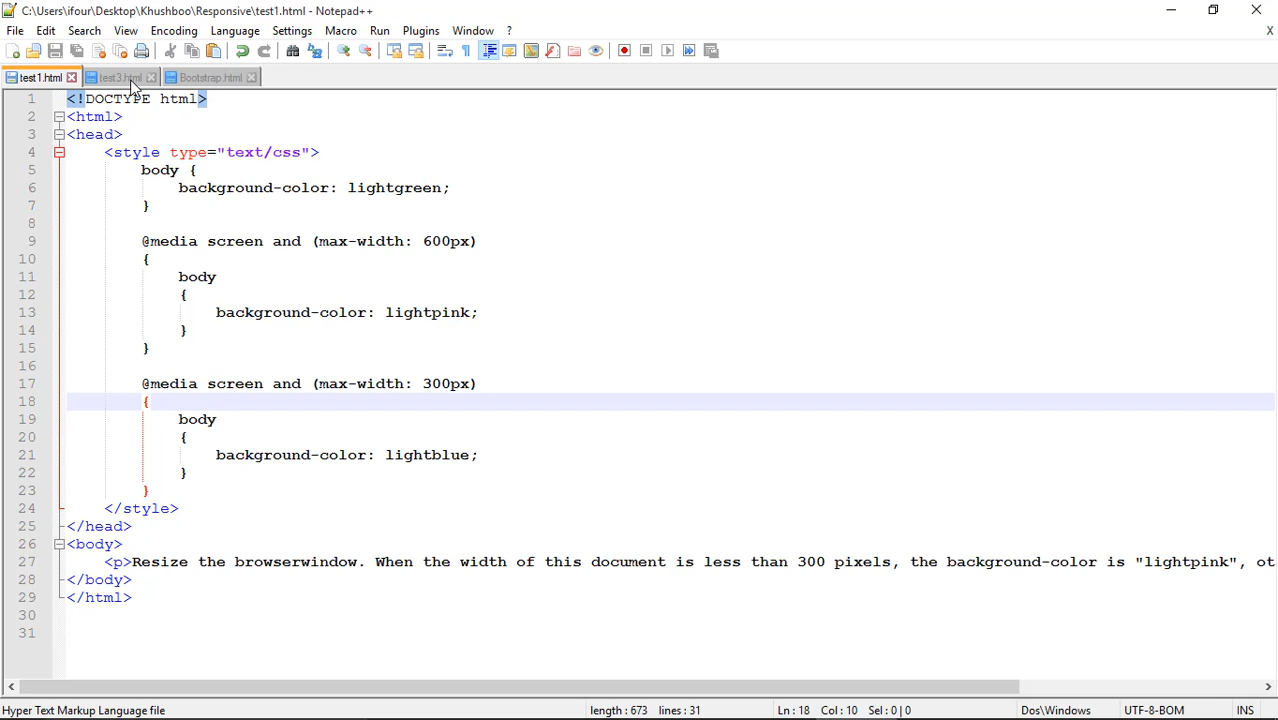 C:\Users\ifour\Desktop\Khushboo\Responsive\test1.html - Notepad++
File Edit Search View Encoding Language Settings Macro Run Plugins Window ? X
test1.html test3.html Bootstrap.html
1 <!DOCTYPE html>
2 <html>
3 <head>
4 <style type="text/css">
5 body {
6 background-color: lightgreen;
7 }
8
9 @media screen and (max-width: 600px)
10 {
11 body
12 {
13 background-color: lightpink;
14 }
15 }
16
17 @media screen and (max-width: 300px)
18 {
19 body
20 {
21 background-color: lightblue;
22 }
23 }
24 </style>
25 </head>
26 <body>
27 <p>Resize the browserwindow. When the width of this document is less than 300 pixels, the background-color is "lightpink", ot
28 </body>
29 </html>
30
31
Hyper Text Markup Language file length : 673 lines : 31 Ln : 18 Col : 10 Sel : 0 | 0 Dos\Windows UTF-8-BOM INS